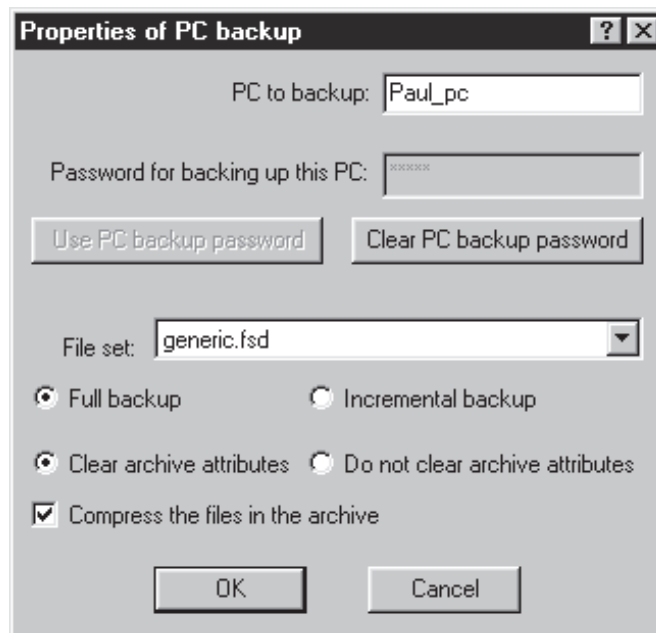 Properties of PC backup
PC to backup: Paul_pc
Password for backing up this PC: *****
Use PC backup password Clear PC backup password
File set: generic.fsd
Full backup Incremental backup
Clear archive attributes Do not clear archive attributes
Compress the files in the archive
OK Cancel